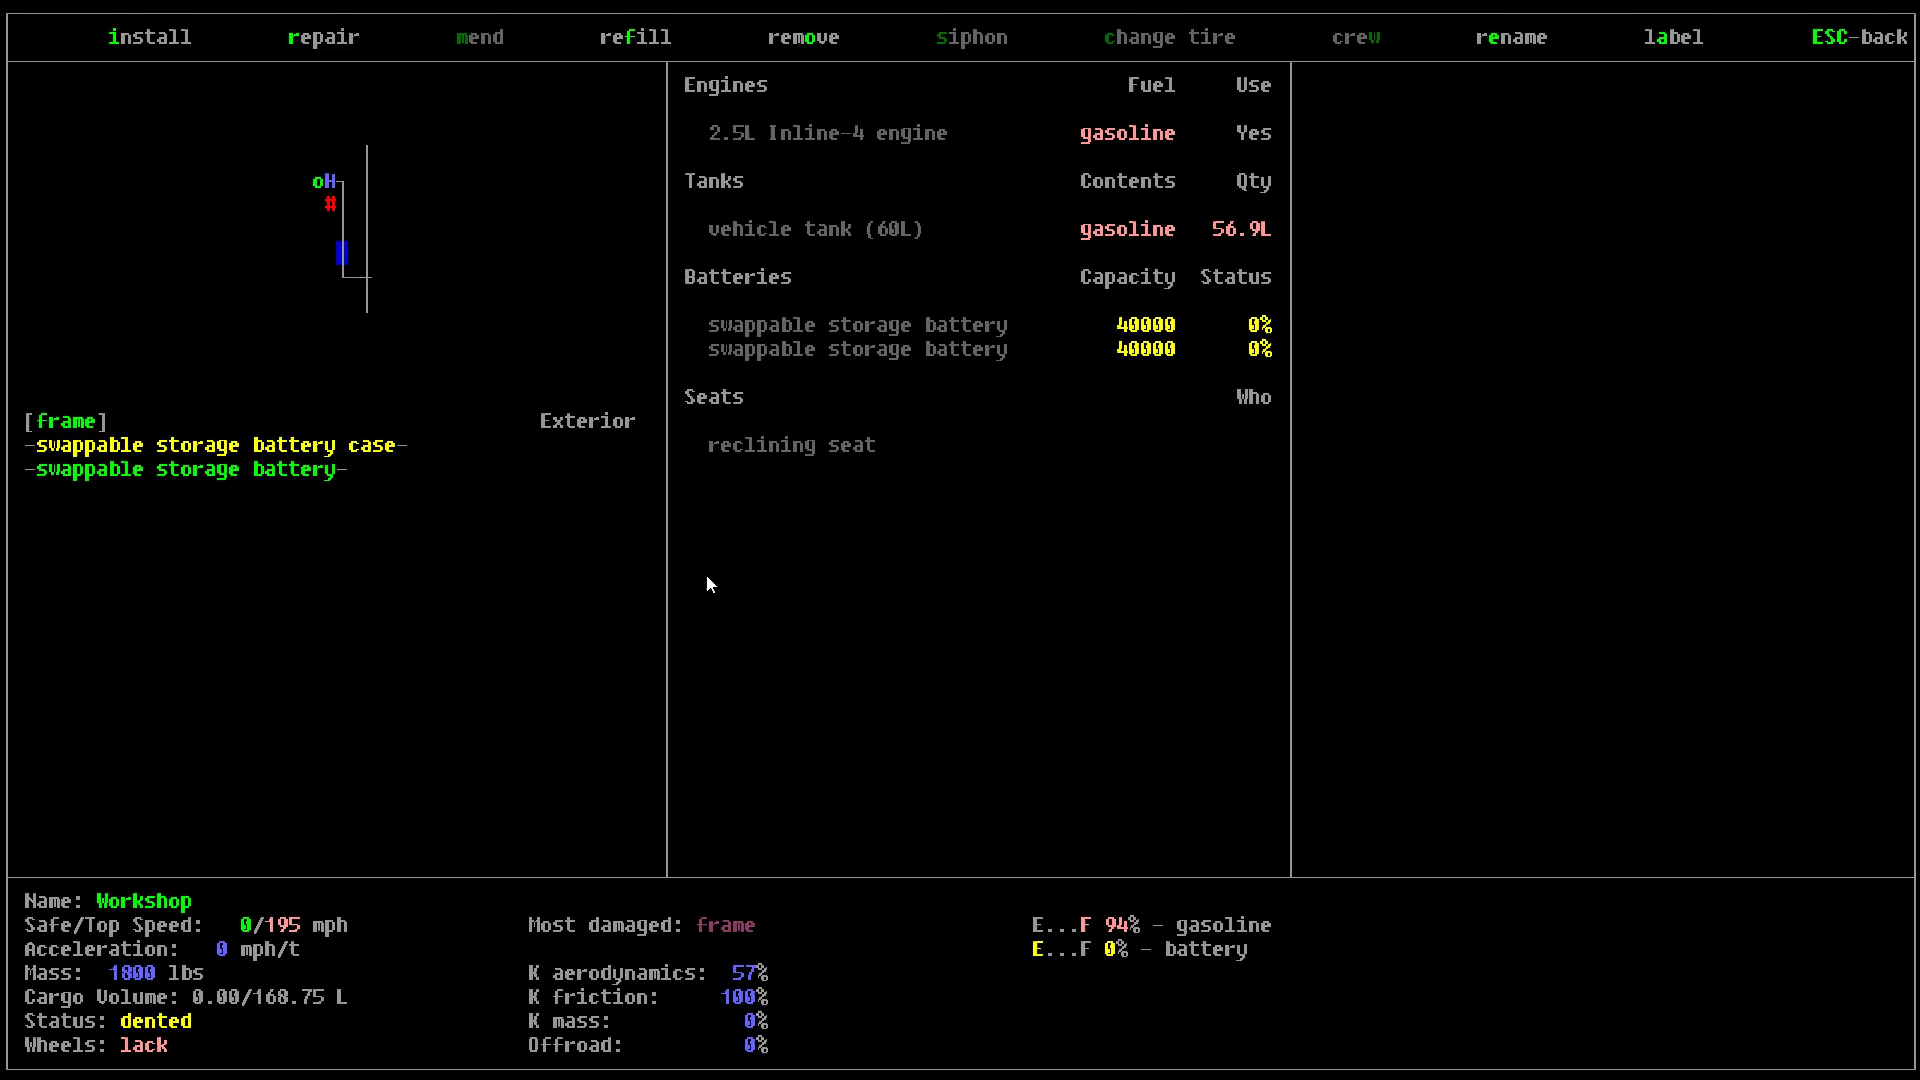 install repair mend refill remove siphon change tire crew rename label ESC-back
Engines Fuel Use
2.5L Inline-4 engine gasoline Yes
Tanks Contents Qty
vehicle tank (60L) gasoline 56.9L
Batteries Capacity Status
swappable storage battery 40000 0%
swappable storage battery 40000 0%
Seats Who
reclining seat
oH
#
[frame] Exterior
-swappable storage battery case-
-swappable storage battery-
Name: Workshop
Safe/Top Speed: 0/195 mph
Acceleration: 0 mph/t
Mass: 1800 lbs
Cargo Volume: 0.00/168.75 L
Status: dented
Wheels: lack
Most damaged: frame
K aerodynamics: 57%
K friction: 100%
K mass: 0%
Offroad: 0%
E...F 94% - gasoline
E...F 0% - battery